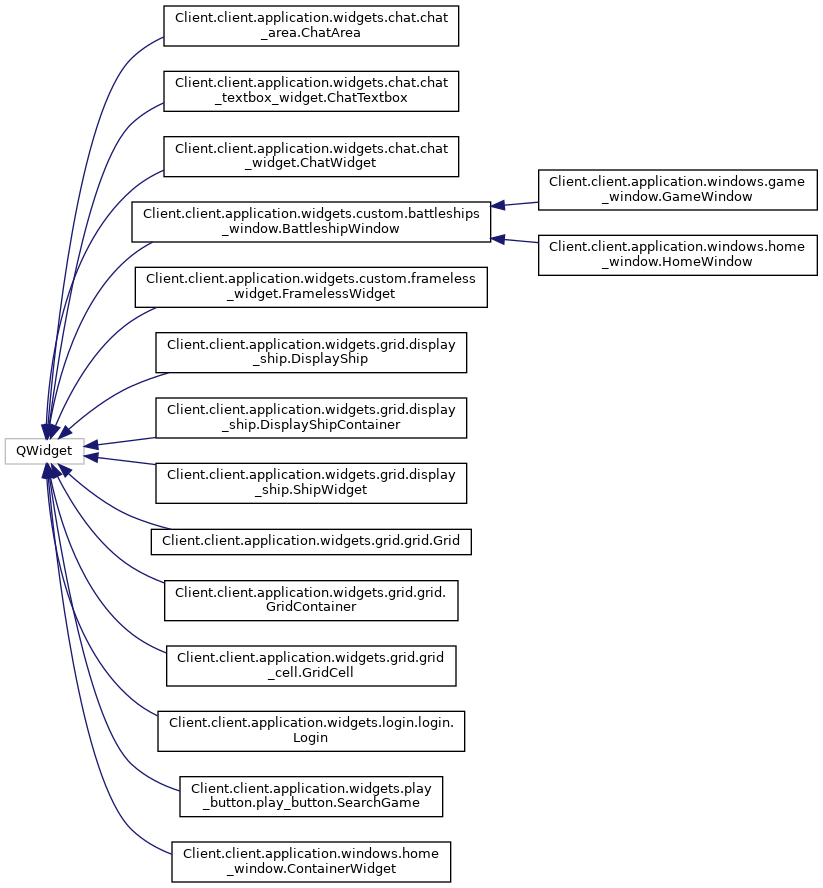 Client.client.application.widgets.chat.chat
_area.ChatArea
Client.client.application.widgets.chat.chat
_textbox_widget.ChatTextbox
Client.client.application.widgets.chat.chat
_widget.ChatWidget
Client.client.application.widgets.custom.battleships
_window.BattleshipWindow
Client.client.application.windows.game
_window.GameWindow
Client.client.application.windows.home
_window.HomeWindow
Client.client.application.widgets.custom.frameless
_widget.FramelessWidget
Client.client.application.widgets.grid.display
_ship.DisplayShip
Client.client.application.widgets.grid.display
_ship.DisplayShipContainer
QWidget
Client.client.application.widgets.grid.display
_ship.ShipWidget
Client.client.application.widgets.grid.grid.Grid
Client.client.application.widgets.grid.grid.
GridContainer
Client.client.application.widgets.grid.grid
_cell.GridCell
Client.client.application.widgets.login.login.
Login
Client.client.application.widgets.play
_button.play_button.SearchGame
Client.client.application.windows.home
_window.ContainerWidget